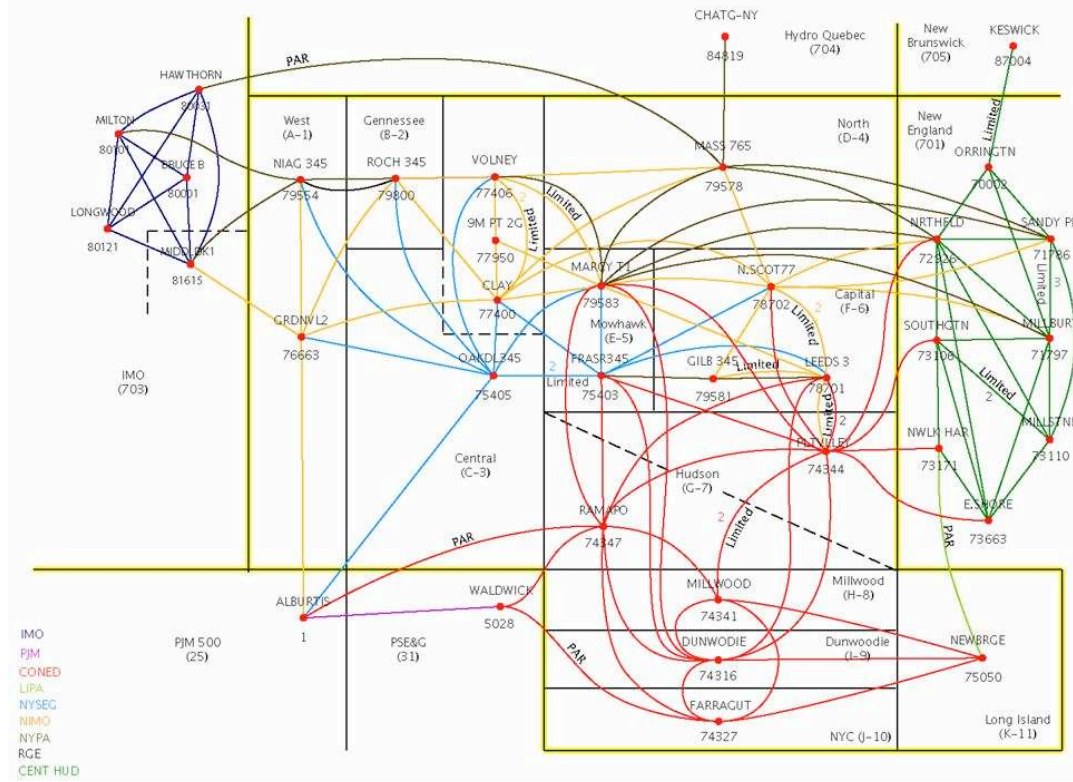 CHATG-NY
84819
Hydro Quebec
(704)
New
Brunswick
(705)
KESWICK
87004
PAR
HAWTHORN
80031
MILTON
BRUCE B
80001
LONGWOOD
80121
81615
West
(A-1)
Gennessee
(B-2)
North
(D-4)
New
England
(701)
Limited
NIAG 345
79554
ROCH 345
79800
VOLNEY
77406
2
Limited
Limited
MASS 765
79578
ORRINGTN
70002
9M PT 2G
77950
NRTHFLD
72926
SANDY P
71786
CLAY
77400
MARCY T1
79583
N.SCOT77
78702
2
Limited
Capital
(F-6)
Limited
3
GRDNVL2
76663
Mowhawk
(E-5)
SOUHGTN
73106
MILLBURY
71797
OAKDL345
75405
2
Limited
FRASR345
75403
GILB 345
79581
Limited
LEEDS 3
78701
Limited
2
Limited
2
IMO
(703)
PLTVLLEY
74344
NWLK HAR
73171
MILLSTN
73110
Central
(C-3)
Hudson
(G-7)
2
Limited
E.SHORE
73663
RAMAPO
74347
PAR
PAR
ALBURTIS
1
WALDWICK
5028
MILLWOOD
74341
Millwood
(H-8)
PJM 500
(25)
PSE&G
(31)
PAR
DUNWODIE
74316
Dunwoodie
(I-9)
NEWBRGE
75050
FARRAGUT
74327
NYC (J-10)
Long Island
(K-11)
IMO
PJM
CONED
LIPA
NYSEG
NIMO
NYPA
RGE
CENT HUD